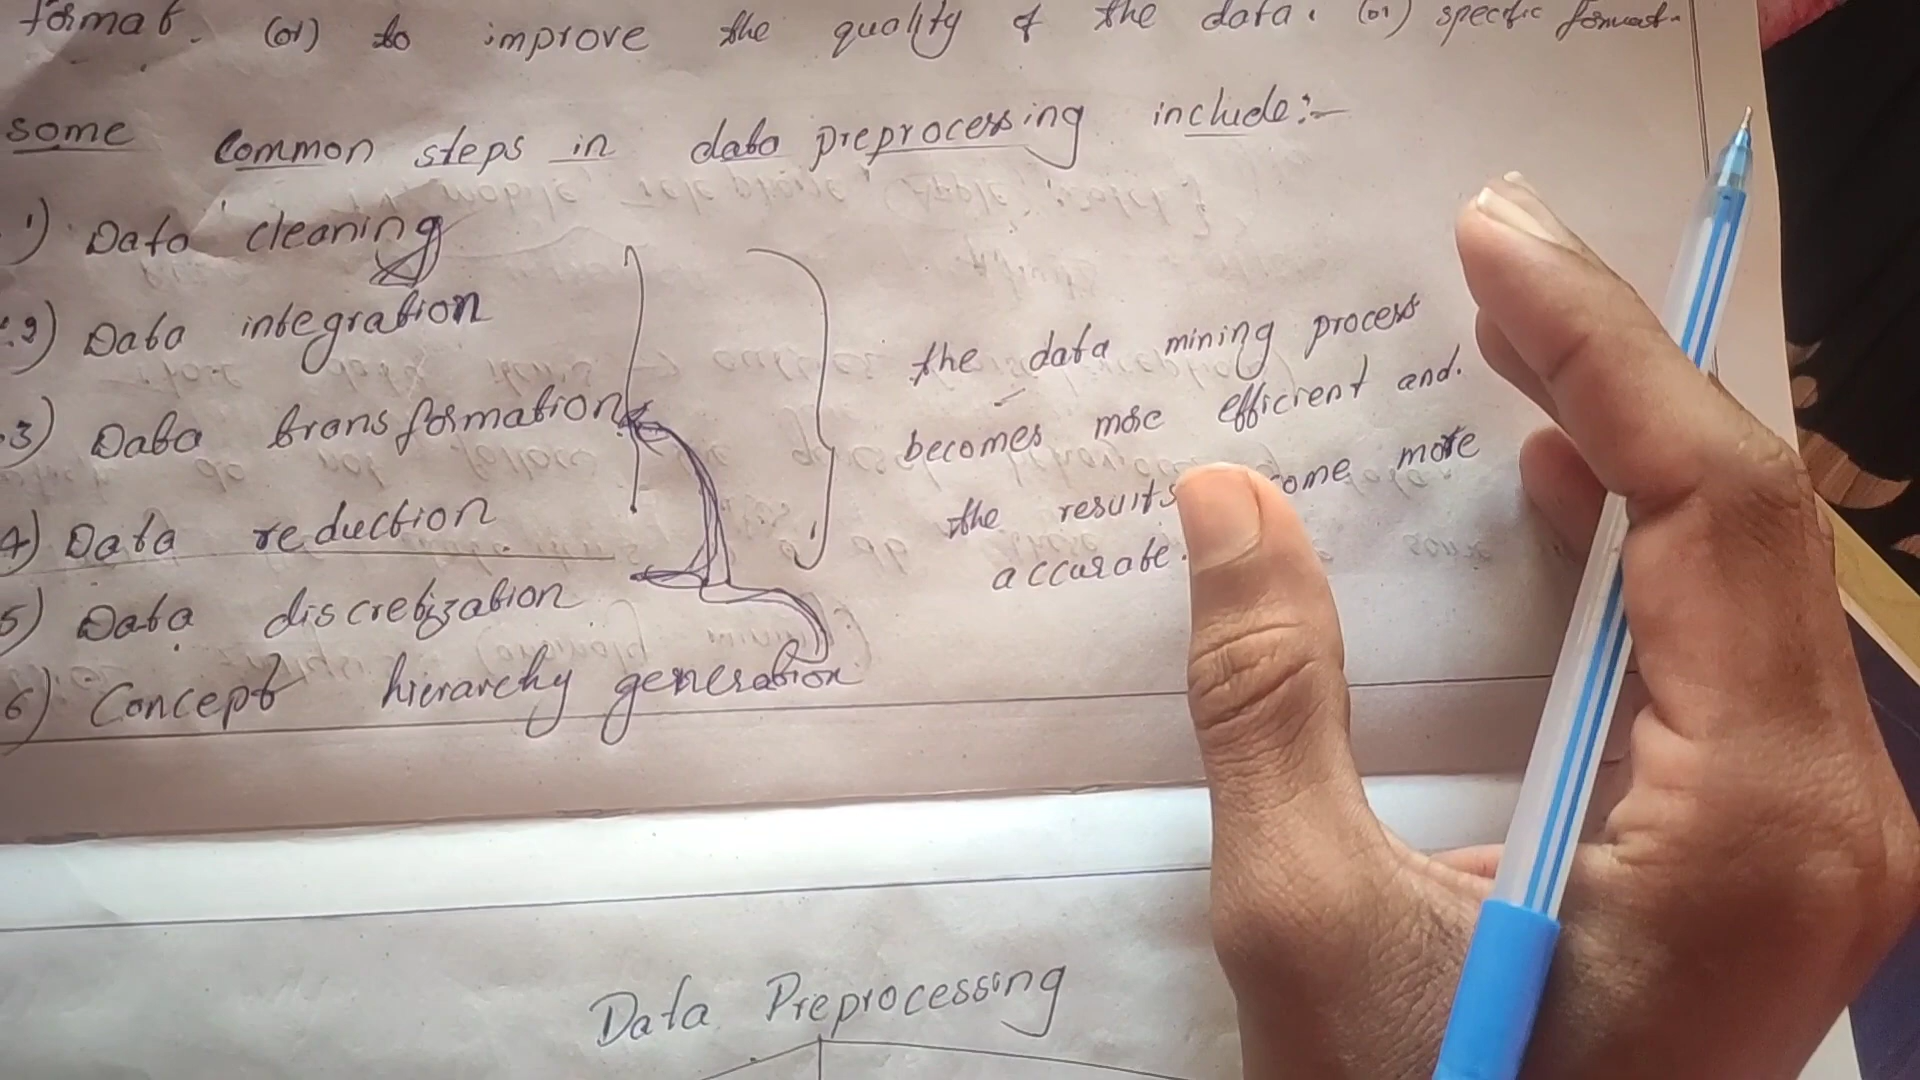 format. (or) to improve the quality of the data. (or) specific format.
some common steps in data preprocessing include:-
1) Data cleaning
2) Data integration
3) Data transformation
4) Data reduction
5) Data discretization
6) Concept hierarchy generation
the data mining process
becomes more efficient and.
the results come more
accurate.
Data Preprocessing